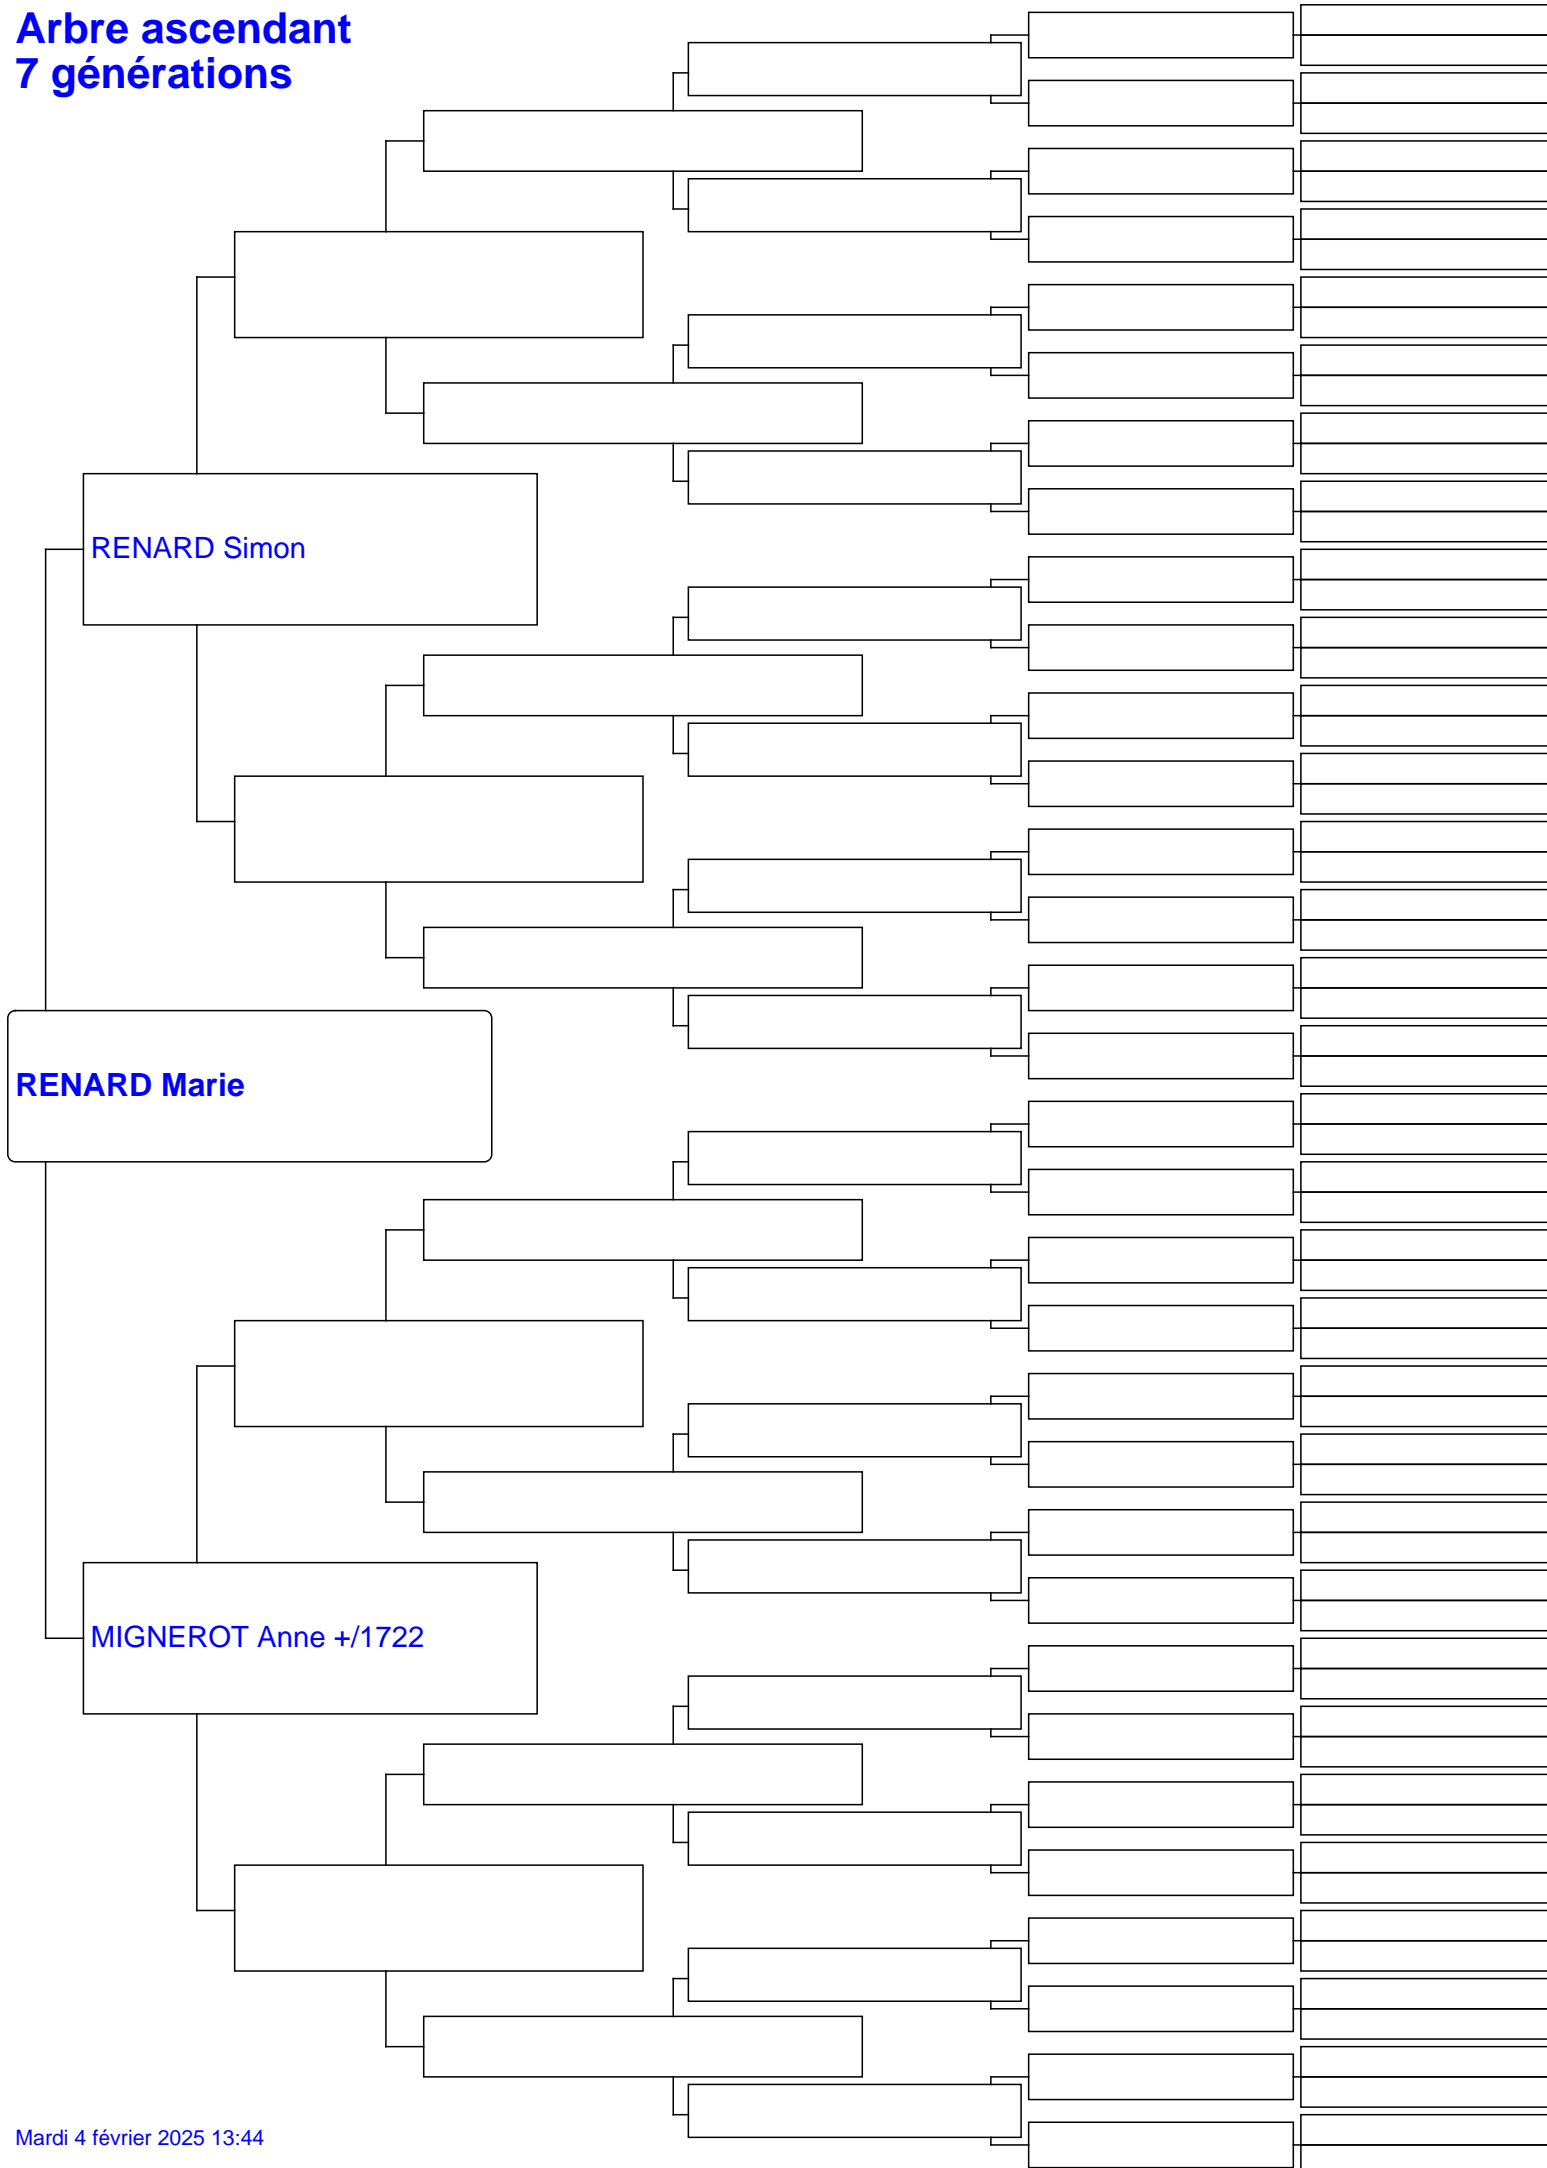 Arbre ascendant
7 générations
RENARD Simon
RENARD Marie
MIGNEROT Anne +/1722
Mardi 4 février 2025 13:44